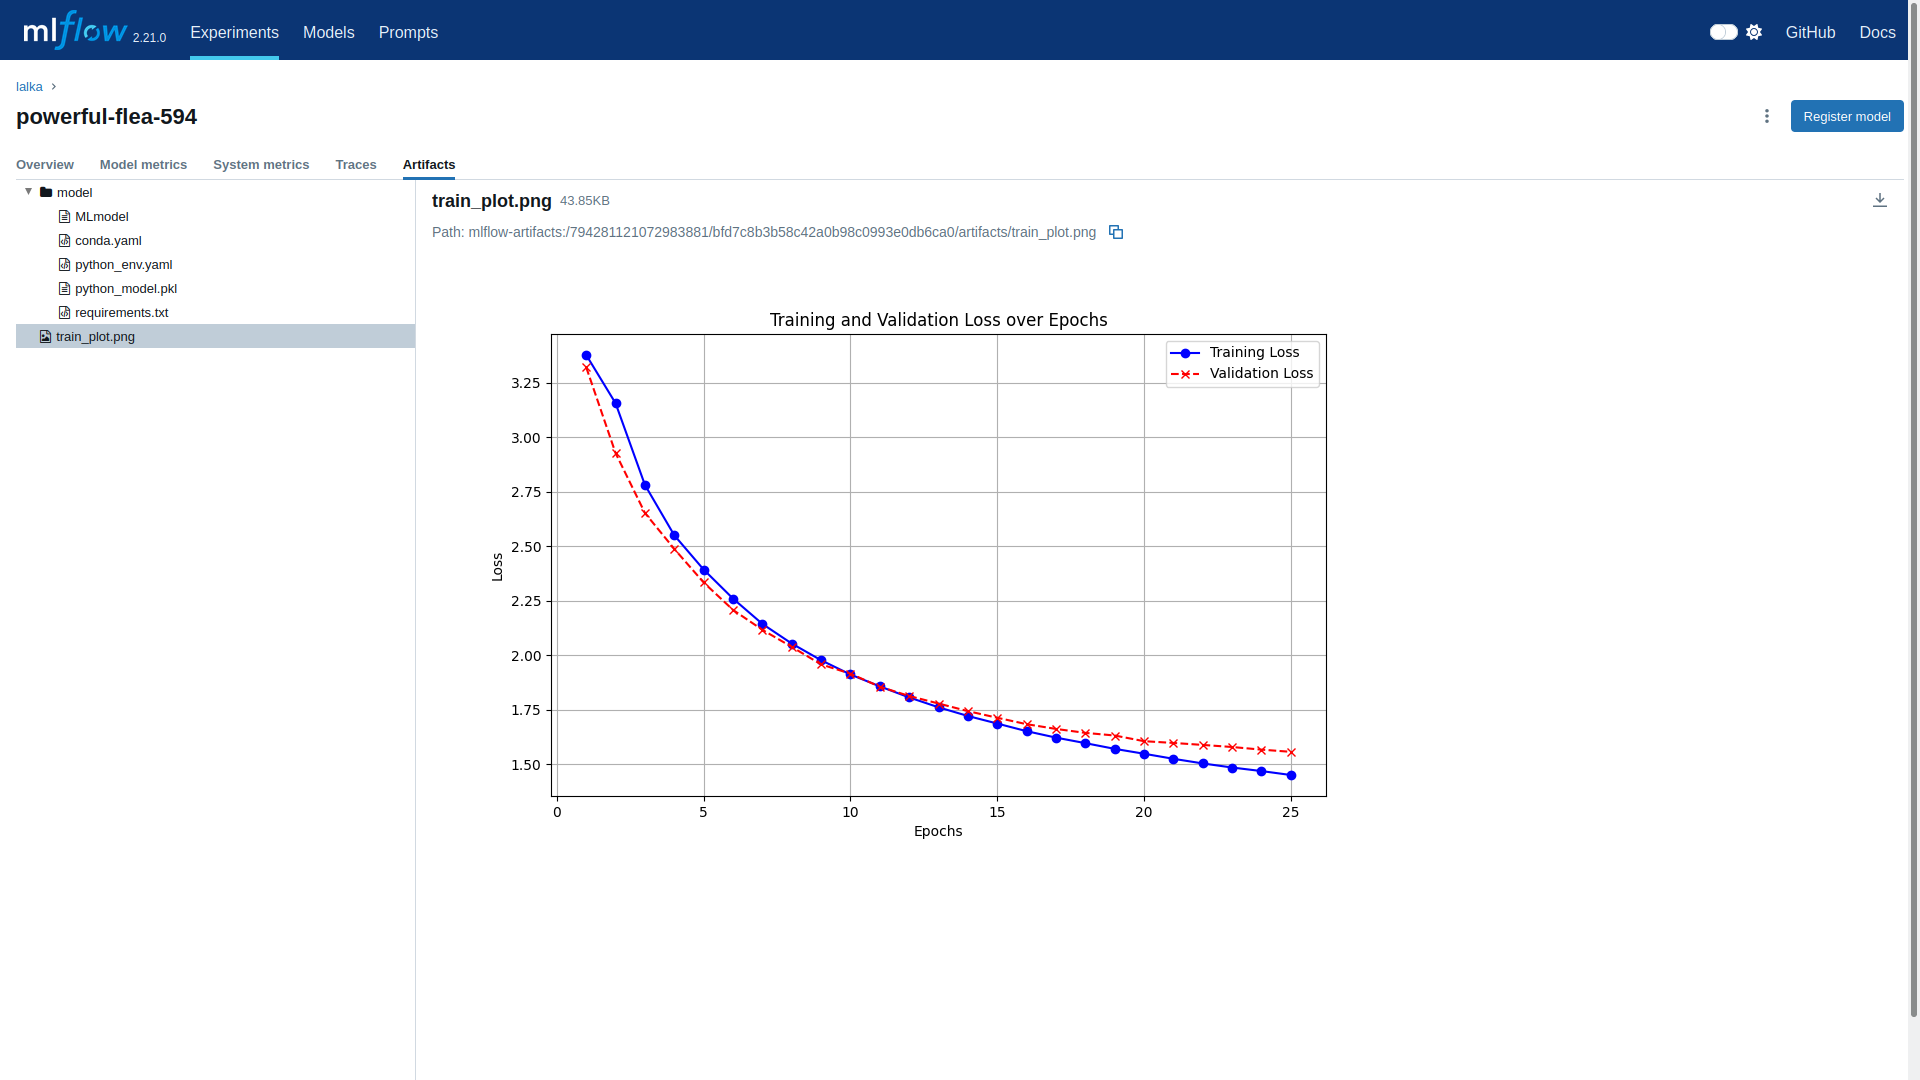 mlflow 2.21.0 Experiments Models Prompts GitHub Docs
lalka
powerful-flea-594
Register model
Overview Model metrics System metrics Traces Artifacts
model
MLmodel
conda.yaml
python_env.yaml
python_model.pkl
requirements.txt
train_plot.png
train_plot.png 43.85KB
Path: mlflow-artifacts:/794281121072983881/bfd7c8b3b58c42a0b98c0993e0db6ca0/artifacts/train_plot.png
Training and Validation Loss over Epochs
Training Loss
Validation Loss
3.25
3.00
2.75
2.50
2.25
2.00
1.75
1.50
Loss
0 5 10 15 20 25
Epochs